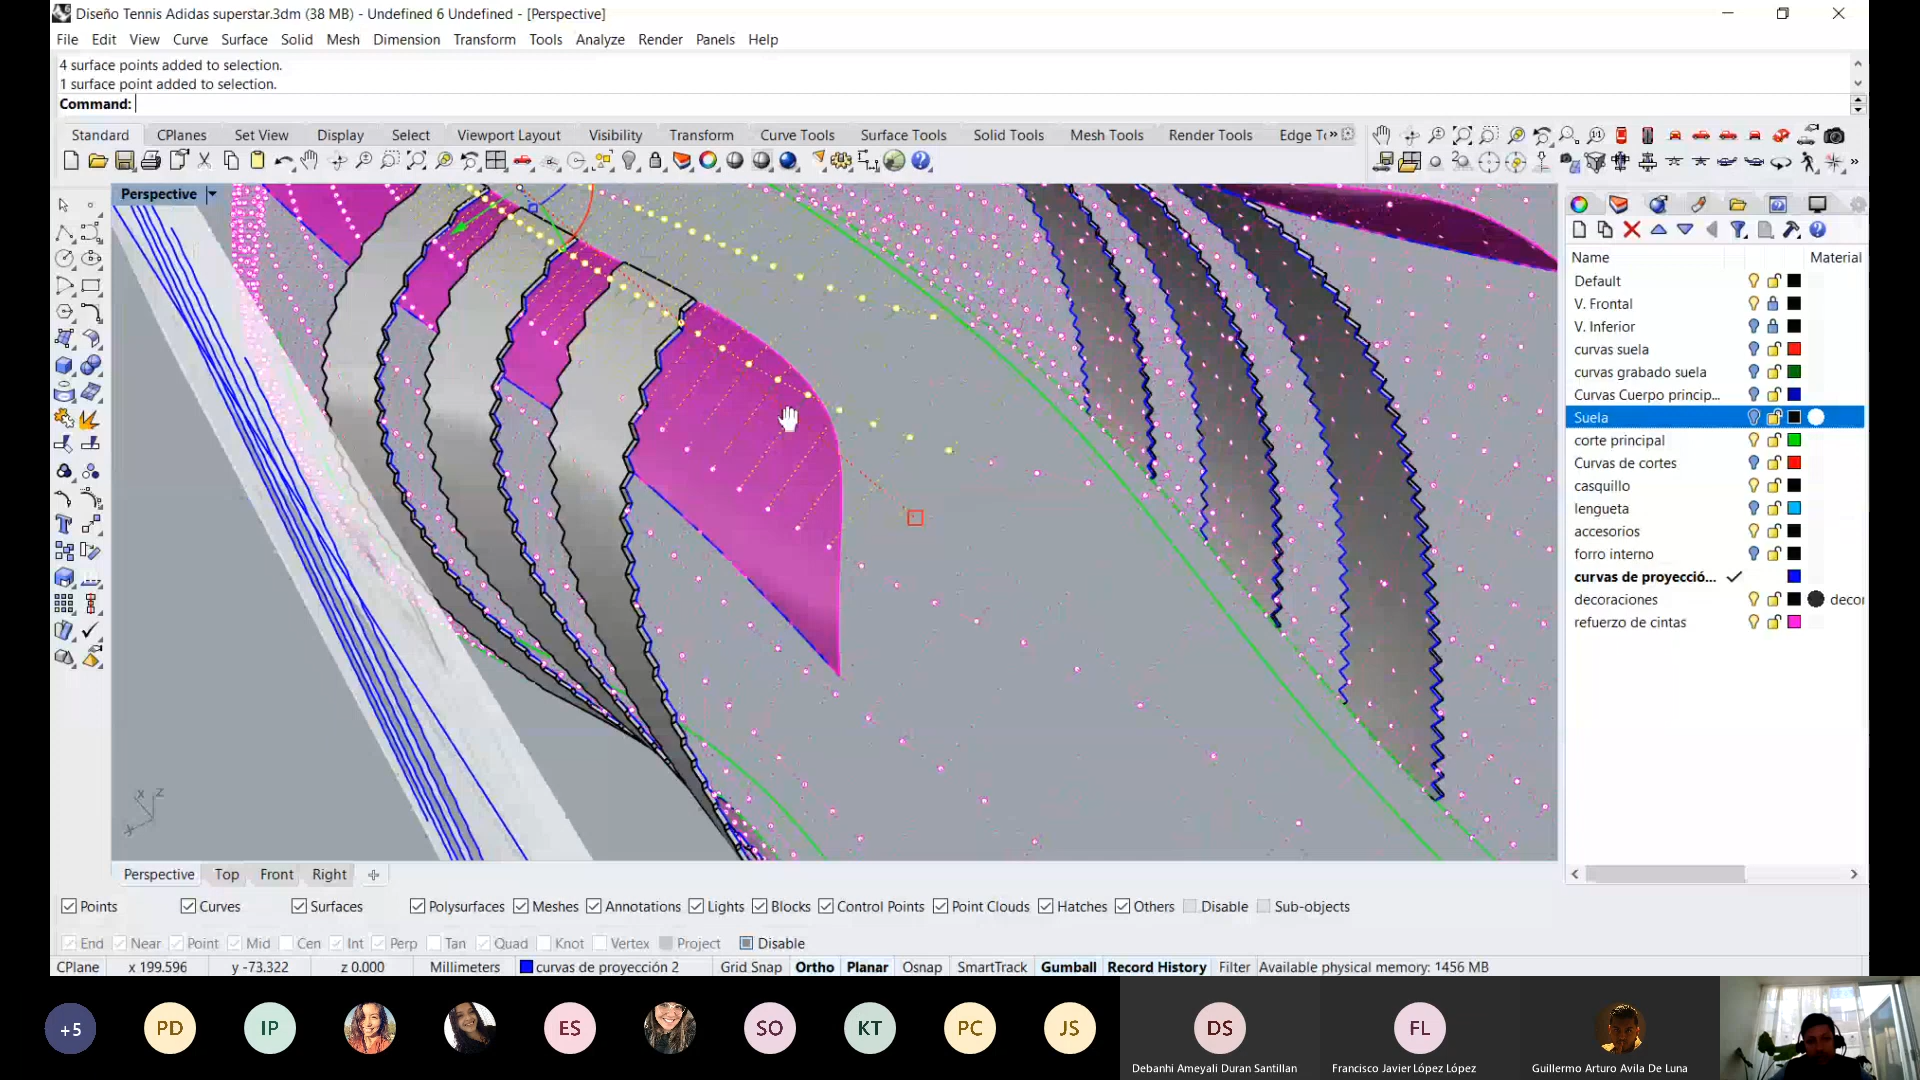 Diseño Tennis Adidas superstar.3dm (38 MB) - Undefined 6 Undefined - [Perspective]
File Edit View Curve Surface Solid Mesh Dimension Transform Tools Analyze Render Panels Help
4 surface points added to selection.
1 surface point added to selection.
Command:
Standard CPlanes Set View Display Select Viewport Layout Visibility Transform Curve Tools Surface Tools Solid Tools Mesh Tools Render Tools Edge To
Perspective
Name Material
Default
V. Frontal
V. Inferior
curvas suela
curvas grabado suela
Curvas Cuerpo princip...
Suela
corte principal
Curvas de cortes
casquillo
lengueta
accesorios
forro interno
curvas de proyecció...
decoraciones decor
refuerzo de cintas
x z
y
Perspective Top Front Right
Points Curves Surfaces Polysurfaces Meshes Annotations Lights Blocks Control Points Point Clouds Hatches Others Disable Sub-objects
End Near Point Mid Cen Int Perp Tan Quad Knot Vertex Project Disable
CPlane x 199.596 y -73.322 z 0.000 Millimeters curvas de proyección 2 Grid Snap Ortho Planar Osnap SmartTrack Gumball Record History Filter Available physical memory: 1456 MB
+5 PD IP ES SO KT PC JS DS FL
Debanhi Ameyali Duran Santillan Francisco Javier López López Guillermo Arturo Avila De Luna